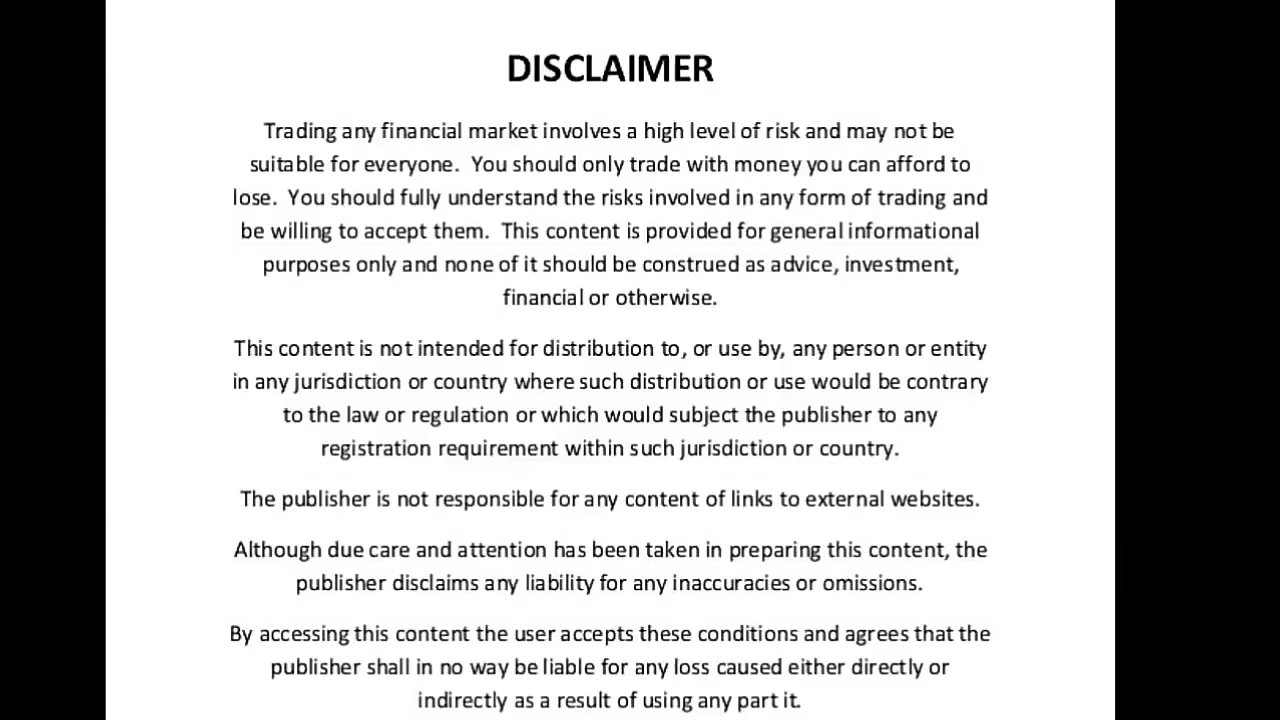 DISCLAIMER
Trading any financial market involves a high level of risk and may not be
suitable for everyone.  You should only trade with money you can afford to
lose.  You should fully understand the risks involved in any form of trading and
be willing to accept them.  This content is provided for general informational
purposes only and none of it should be construed as advice, investment,
financial or otherwise.
This content is not intended for distribution to, or use by, any person or entity
in any jurisdiction or country where such distribution or use would be contrary
to the law or regulation or which would subject the publisher to any
registration requirement within such jurisdiction or country.
The publisher is not responsible for any content of links to external websites.
Although due care and attention has been taken in preparing this content, the
publisher disclaims any liability for any inaccuracies or omissions.
By accessing this content the user accepts these conditions and agrees that the
publisher shall in no way be liable for any loss caused either directly or
indirectly as a result of using any part it.